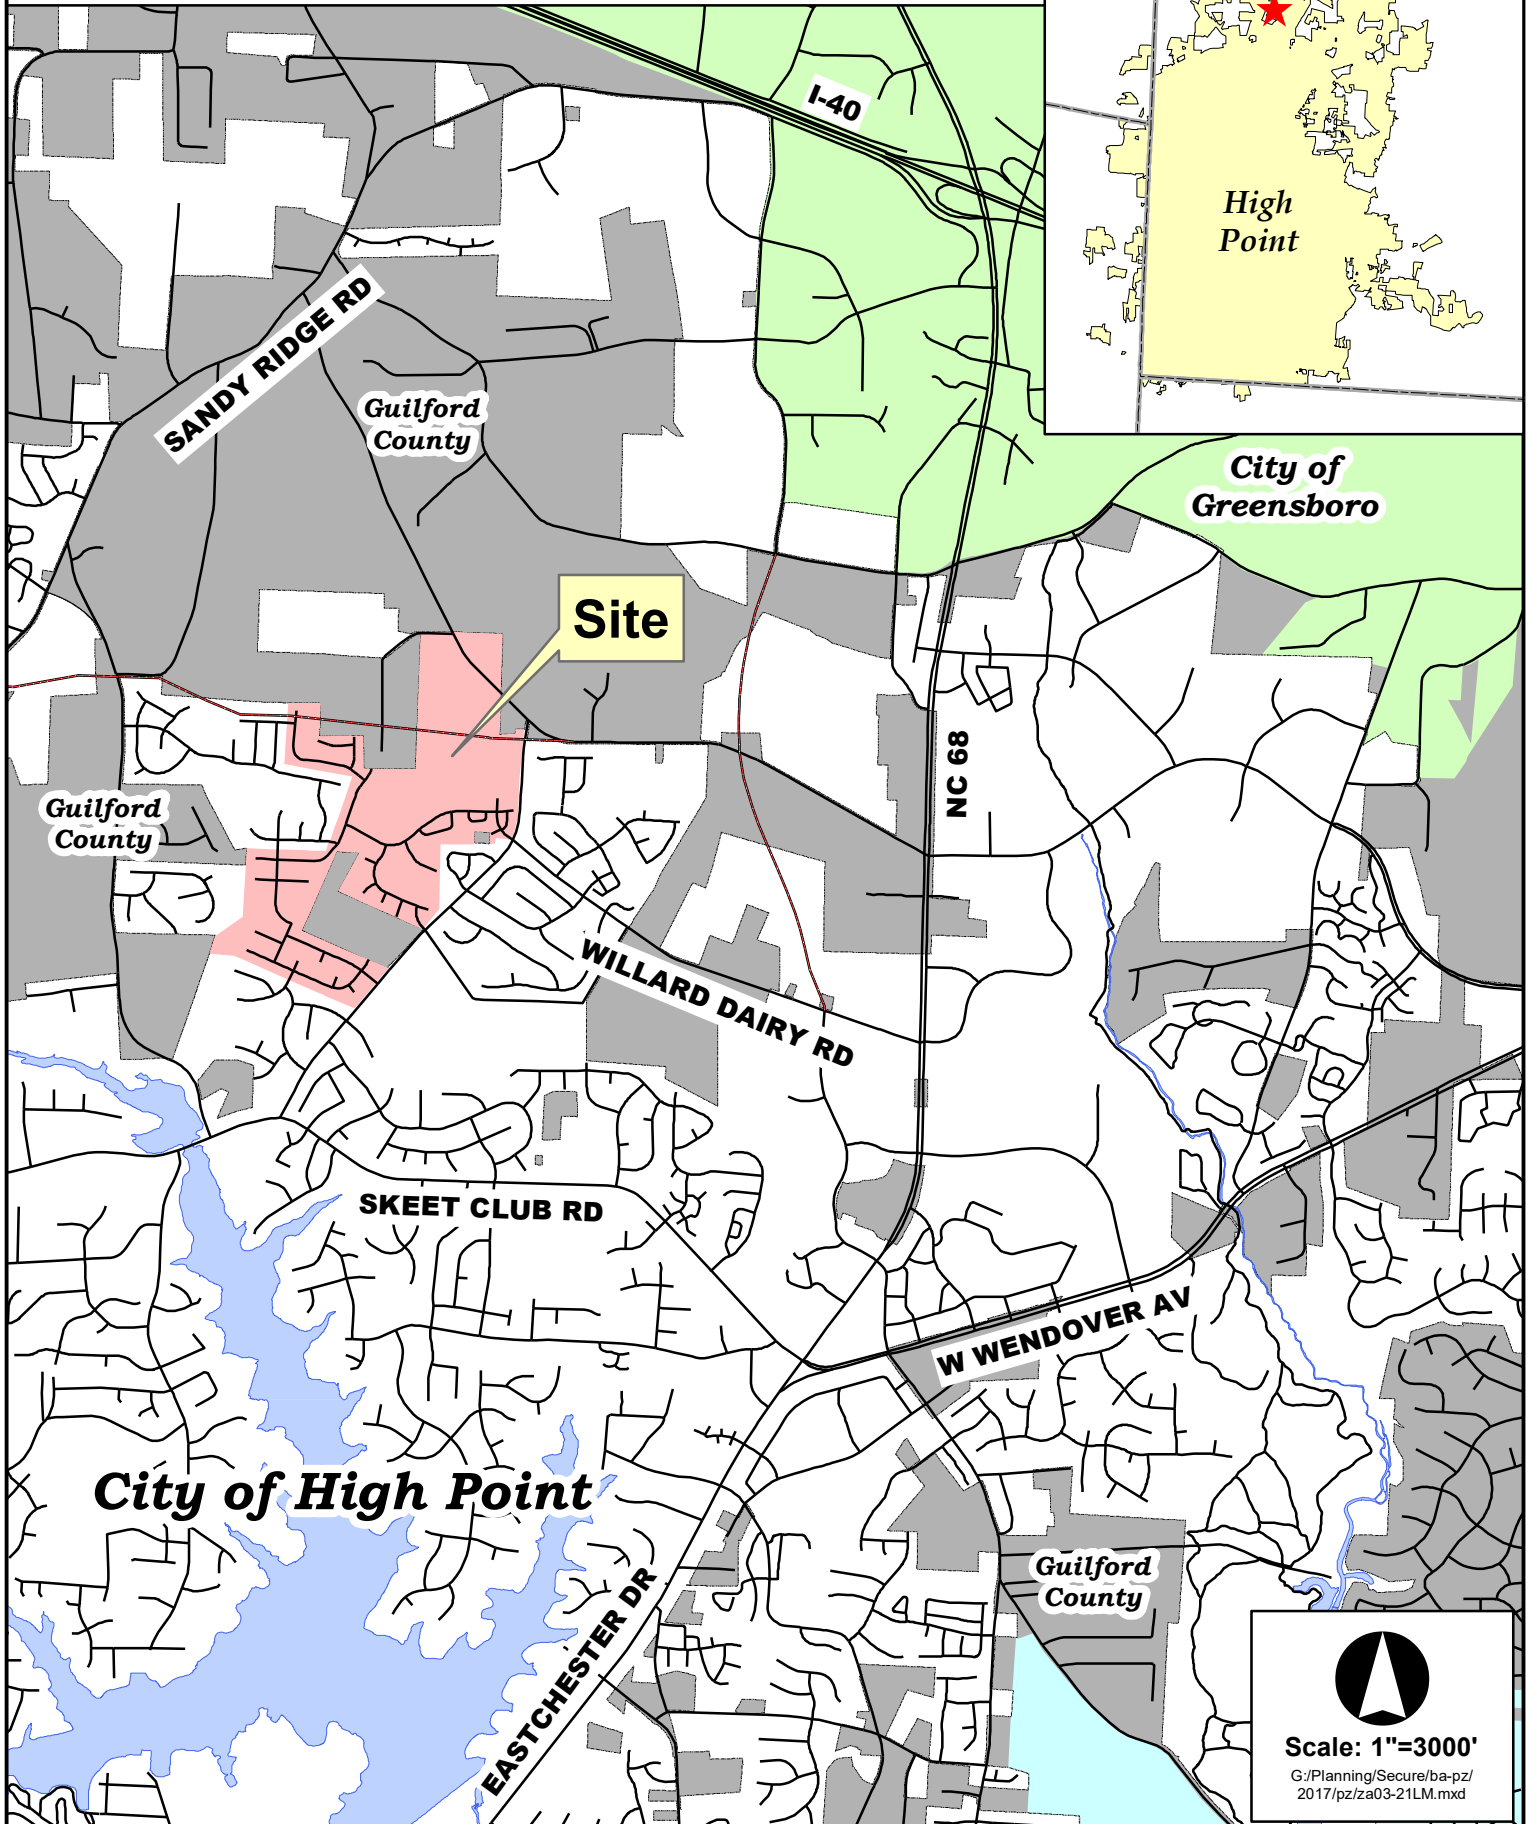 I-40
High
Point
SANDY RIDGE RD
Guilford
County
City of
Greensboro
Site
NC 68
Guilford
County
WILLARD DAIRY RD
SKEET CLUB RD
W WENDOVER AV
City of High Point
EASTCHESTER DR
Guilford
County
Scale: 1"=3000'
G:/Planning/Secure/ba-pz/
2017/pz/za03-21LM.mxd